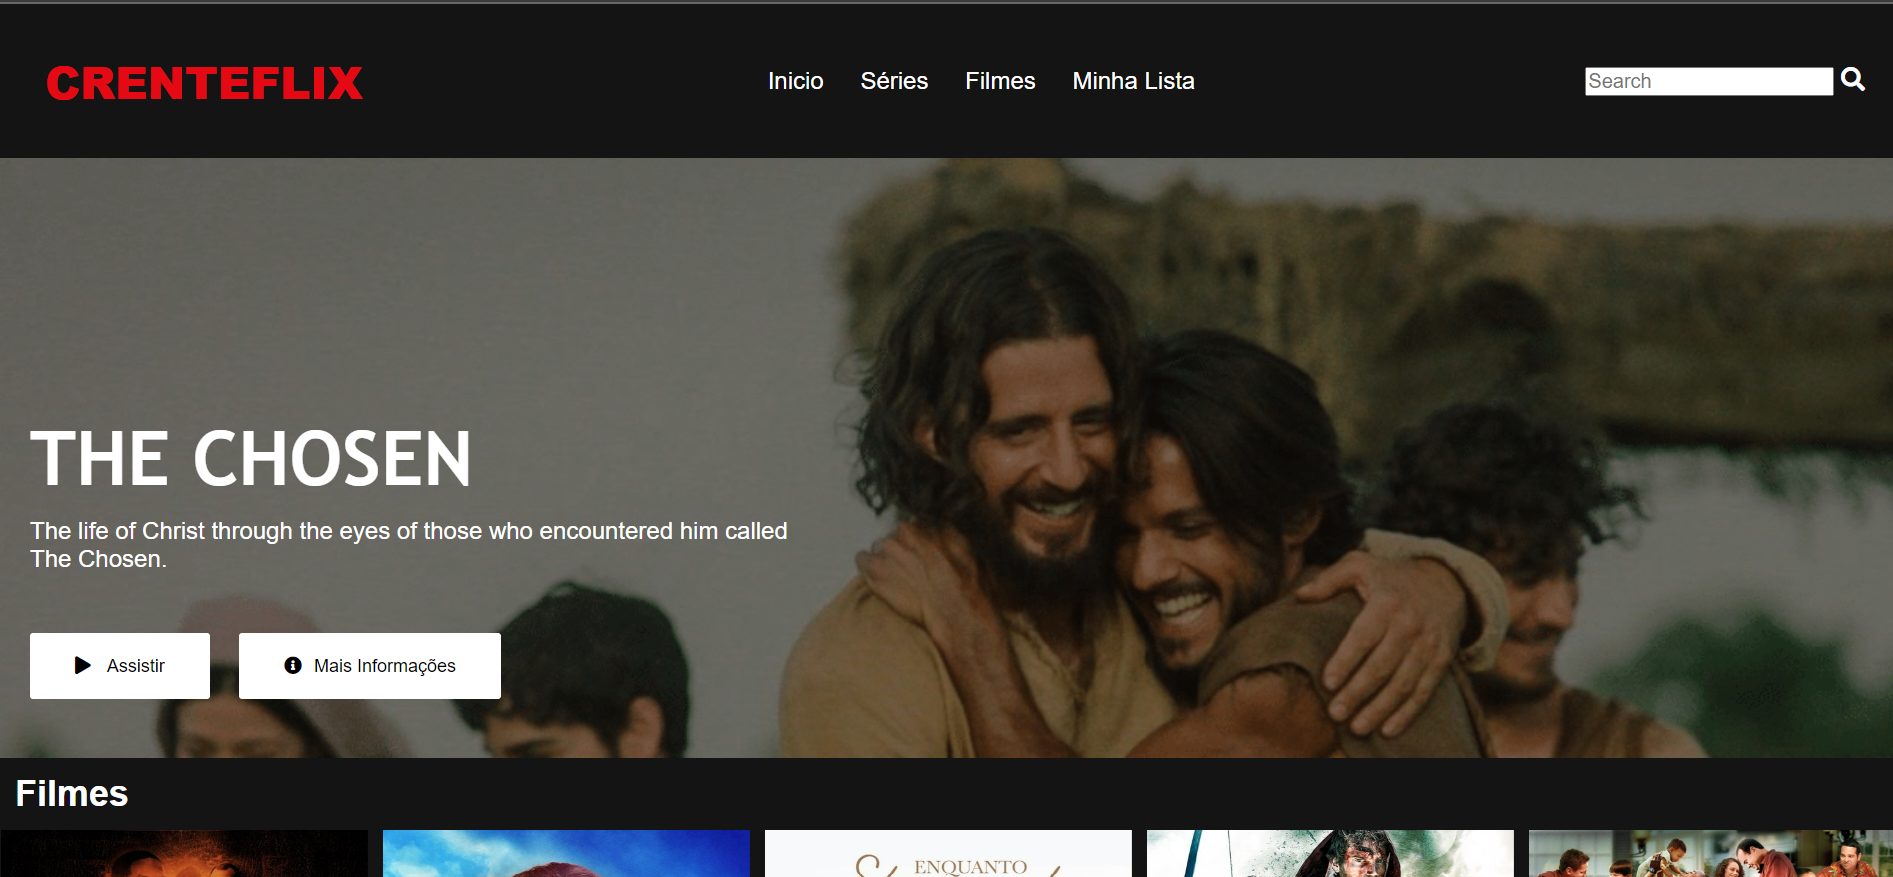 CRENTEFLIX
Inicio Séries Filmes Minha Lista
Search
THE CHOSEN
The life of Christ through the eyes of those who encountered him called
The Chosen.
Assistir
Mais Informações
Filmes
ENQUANTO